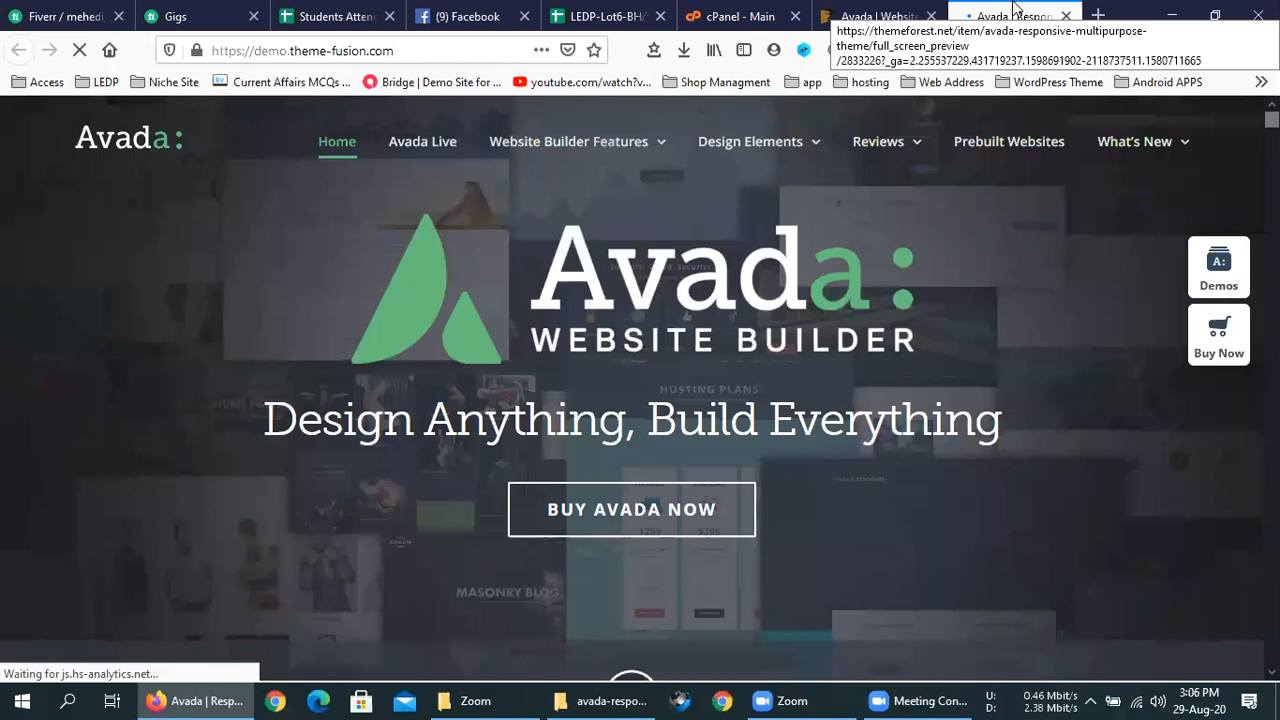 Fiverr / mehedi
Gigs
Students Atten
(9) Facebook
LEDP-Lot6-BH/
cPanel - Main
Avada | Website
Avada | Respon
https://themeforest.net/item/avada-responsive-multipurpose-
theme/full_screen_preview
/2833226?_ga=2.255537229.431719237.1598691902-2118737511.1580711665
https://demo.theme-fusion.com
Access
LEDP
Niche Site
Current Affairs MCQs ...
Bridge | Demo Site for...
youtube.com/watch?v...
Shop Managment
app
hosting
Web Address
WordPress Theme
Android APPS
Avada:
Home
Avada Live
Website Builder Features
Design Elements
Reviews
Prebuilt Websites
What's New
Avada:
WEBSITE BUILDER
A:
Demos
Buy Now
HOSTING PLANS
Design Anything, Build Everything
BUY AVADA NOW
$299
$399
MASONRY BLOG
Waiting for js.hs-analytics.net...
Avada | Resp...
Zoom
avada-respo...
Zoom
Meeting Con...
U: 0.46 Mbit/s
D: 2.38 Mbit/s
3:06 PM
29-Aug-20